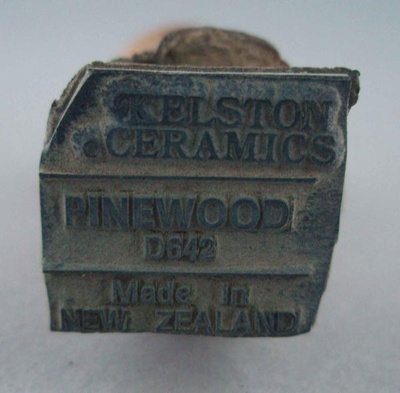 KELSTON
CERAMICS
PINEWOOD
D642
Made in
NEW ZEALAND